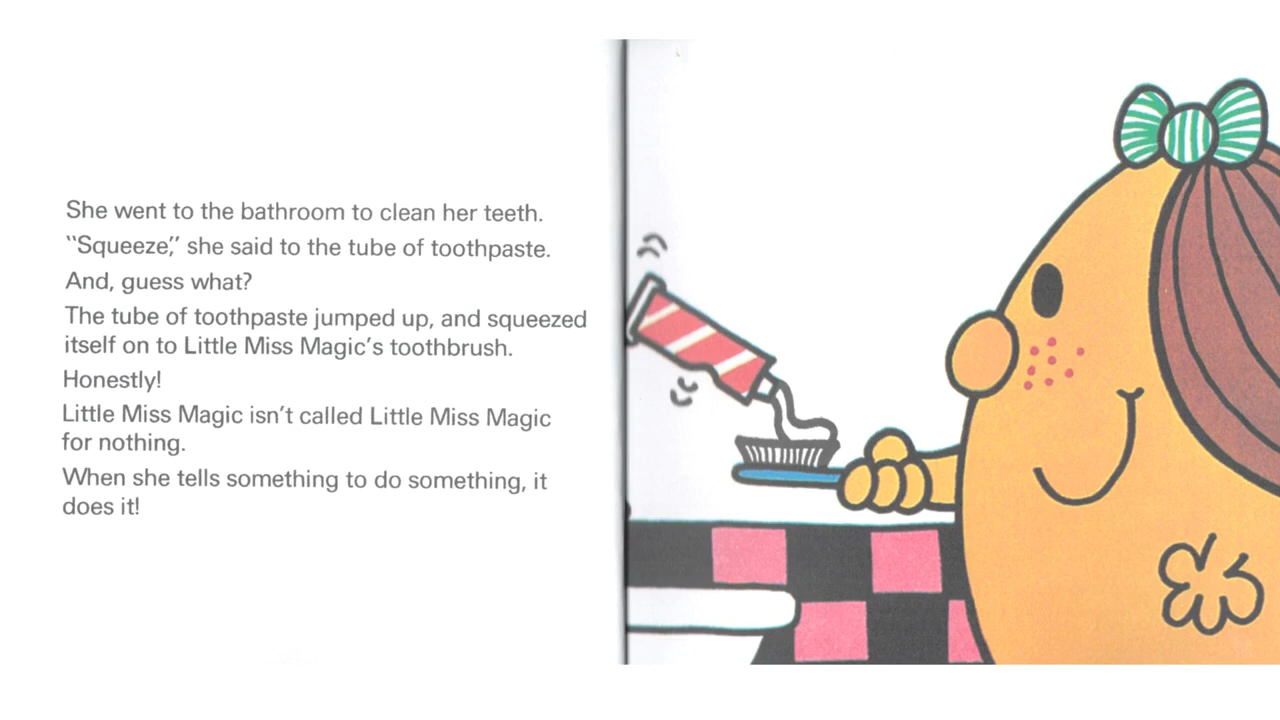 She went to the bathroom to clean her teeth.
"Squeeze," she said to the tube of toothpaste.
And, guess what?
The tube of toothpaste jumped up, and squeezed
itself on to Little Miss Magic's toothbrush.
Honestly!
Little Miss Magic isn't called Little Miss Magic
for nothing.
When she tells something to do something, it
does it!